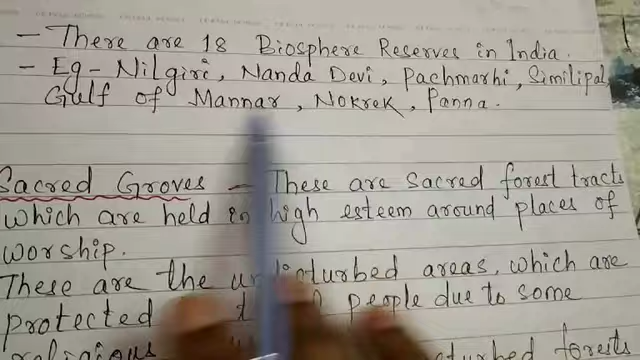 - There are 18 Biosphere Reserves in India.
- Eg - Nilgiri, Nanda Devi, Pachmarhi, Similipal,
Gulf of Mannar, Nokrek, Panna.
Sacred Groves - These are sacred forest tracts
which are held in high esteem around places of
worship.
These are the undisturbed areas, which are
protected people due to some
religious forests